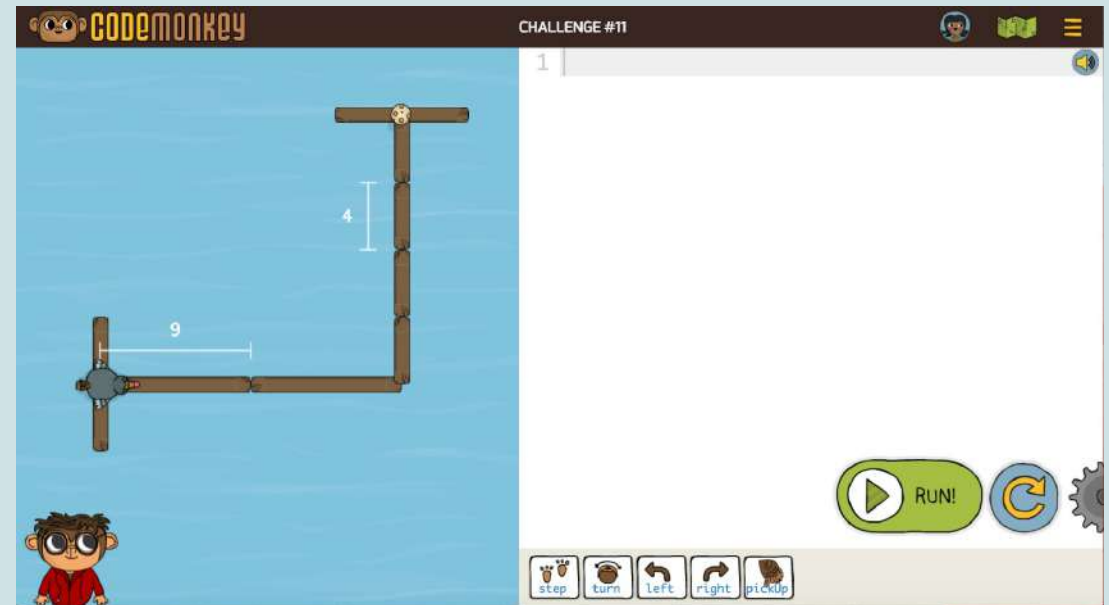 CODEMONKEY
CHALLENGE #11
1
4
9
RUN!
step turn left right pickUp